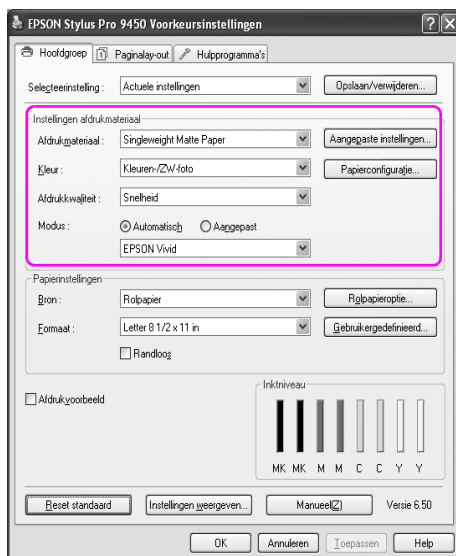 EPSON Stylus Pro 9450 Voorkeursinstellingen
Hoofdgroep Paginalay-out Hulpprogramma's
Selecteerinstelling : Actuele instellingen Opslaan/verwijderen...
Instellingen afdrukmateriaal
Afdrukmateriaal : Singleweight Matte Paper Aangepaste instellingen...
Kleur : Kleuren-/ZW-foto Papierconfiguratie...
Afdrukkwaliteit : Snelheid
Modus : Automatisch Aangepast
EPSON Vivid
Papierinstellingen
Bron : Rolpapier Rolpapieroptie...
Formaat : Letter 8 1/2 x 11 in Gebruikergedefinieerd...
Randloos
Afdrukvoorbeeld
Inktniveau
MK MK M M C C Y Y
Reset standaard Instellingen weergeven... Manueel(Z) Versie 6.50
OK Annuleren Toepassen Help